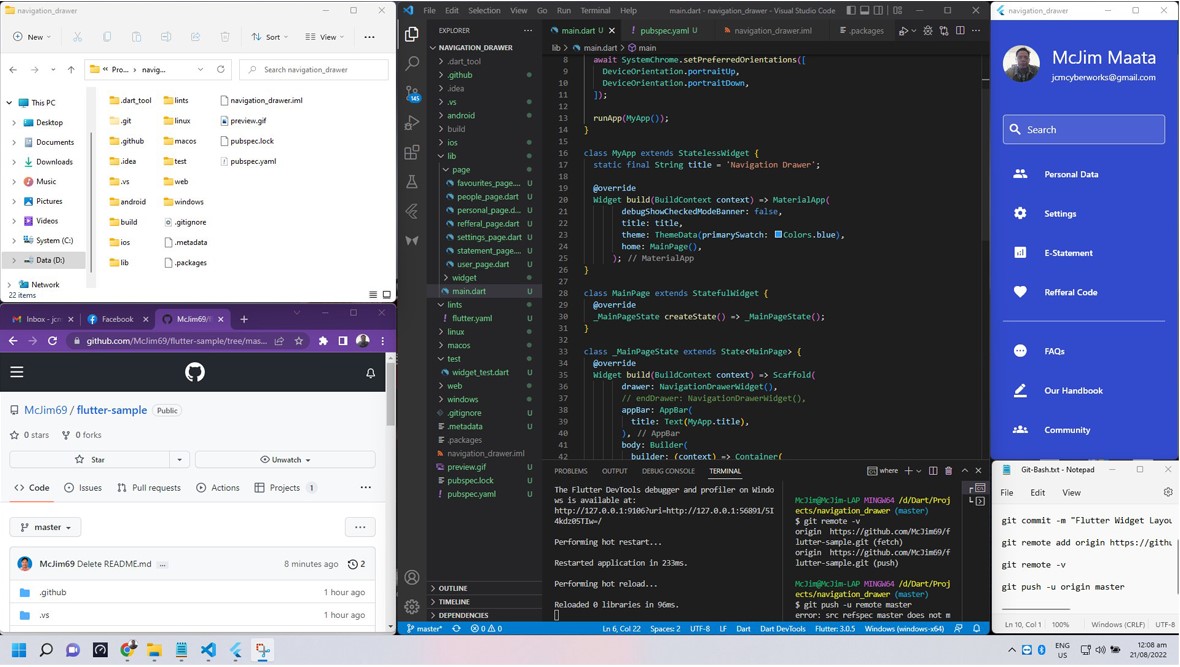 navigation_drawer
New
Sort
View
Pro...
navig...
Search navigation_drawer
This PC
Desktop
Documents
Downloads
Music
Pictures
Videos
System (C:)
Data (D:)
Network
.dart_tool
.git
.github
.idea
.vs
android
build
ios
lib
lints
linux
macos
test
web
windows
.gitignore
.metadata
.packages
navigation_drawer.iml
preview.gif
pubspec.lock
pubspec.yaml
22 items
Inbox - jcm
Facebook
McJim69/f
github.com/McJim69/flutter-sample/tree/mas...
McJim69 / flutter-sample
Public
0 stars
0 forks
Star
Unwatch
Code
Issues
Pull requests
Actions
Projects
1
master
McJim69 Delete README.md
8 minutes ago
2
.github
1 hour ago
.vs
1 hour ago
File Edit Selection View Go Run Terminal Help
main.dart - navigation_drawer - Visual Studio Code
145
EXPLORER
NAVIGATION_DRAWER
.dart_tool
.github
.idea
.vs
android
build
ios
lib
page
favourites_page.... U
people_page.dart U
personal_page.d... U
refferal_page.dart U
settings_page.dart U
statement_page.... U
user_page.dart U
widget
main.dart U
lints
flutter.yaml U
linux
macos
test
widget_test.dart U
web
windows
.gitignore U
.metadata U
.packages
navigation_drawer.iml
preview.gif U
pubspec.lock U
pubspec.yaml U
OUTLINE
TIMELINE
DEPENDENCIES
main.dart U
pubspec.yaml U
navigation_drawer.iml
.packages
lib > main.dart > main
8 await SystemChrome.setPreferredOrientations([
9 DeviceOrientation.portraitUp,
10 DeviceOrientation.portraitDown,
11 ]);
12
13 runApp(MyApp());
14 }
15
16 class MyApp extends StatelessWidget {
17 static final String title = 'Navigation Drawer';
18
19 @override
20 Widget build(BuildContext context) => MaterialApp(
21 debugShowCheckedModeBanner: false,
22 title: title,
23 theme: ThemeData(primarySwatch: Colors.blue),
24 home: MainPage(),
25 ); // MaterialApp
26 }
27
28 class MainPage extends StatefulWidget {
29 @override
30 _MainPageState createState() => _MainPageState();
31 }
32
33 class _MainPageState extends State<MainPage> {
34 @override
35 Widget build(BuildContext context) => Scaffold(
36 drawer: NavigationDrawerWidget(),
37 // endDrawer: NavigationDrawerWidget(),
38 appBar: AppBar(
39 title: Text(MyApp.title),
40 ), // AppBar
41 body: Builder(
42 builder: (context) => Container(
PROBLEMS OUTPUT DEBUG CONSOLE TERMINAL
where
The Flutter DevTools debugger and profiler on Windo
ws is available at:
http://127.0.0.1:9106?uri=http://127.0.0.1:56891/5I
4kdz05TIw=/
Performing hot restart...
Restarted application in 233ms.
Performing hot reload...
Reloaded 0 libraries in 96ms.
McJim@McJim-LAP MINGW64 /d/Dart/Proj
ects/navigation_drawer (master)
$ git remote -v
origin https://github.com/McJim69/f
lutter-sample.git (fetch)
origin https://github.com/McJim69/f
lutter-sample.git (push)
McJim@McJim-LAP MINGW64 /d/Dart/Proj
ects/navigation_drawer (master)
$ git push -u remote master
error: src refspec master does not m
master*
0 0
Ln 6, Col 22
Spaces: 2
UTF-8
LF
Dart
Dart DevTools
Flutter: 3.0.5
Windows (windows-x64)
navigation_drawer
McJim Maata
jcmcyberworks@gmail.com
Search
Personal Data
Settings
E-Statement
Refferal Code
FAQs
Our Handbook
Community
Git-Bash.txt - Notepad
File Edit View
git commit -m "Flutter Widget Layou
git remote add origin https://githu
git remote -v
git push -u origin master
Ln 10, Col 1
100%
Windows (CRLF)
UTF-8
ENG
US
12:08 am
21/08/2022